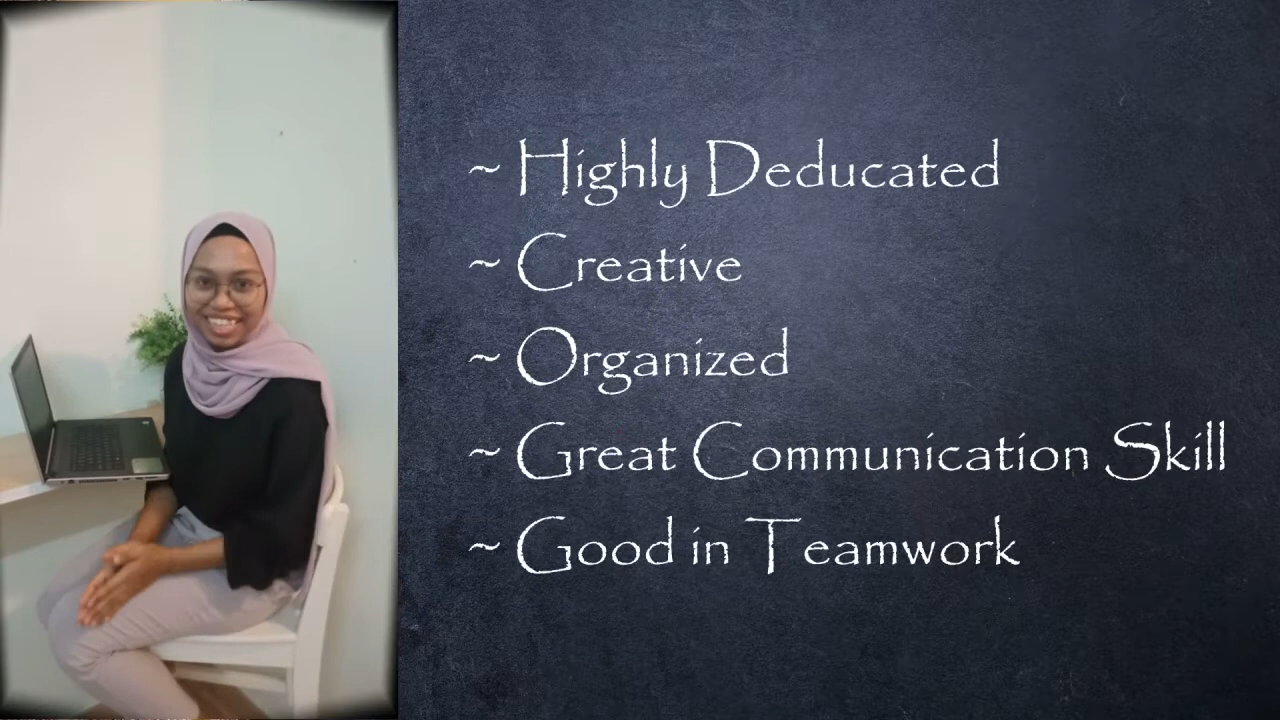 ~ Highly Deducated
~ Creative
~ Organized
~ Great Communication Skill
~ Good in Teamwork